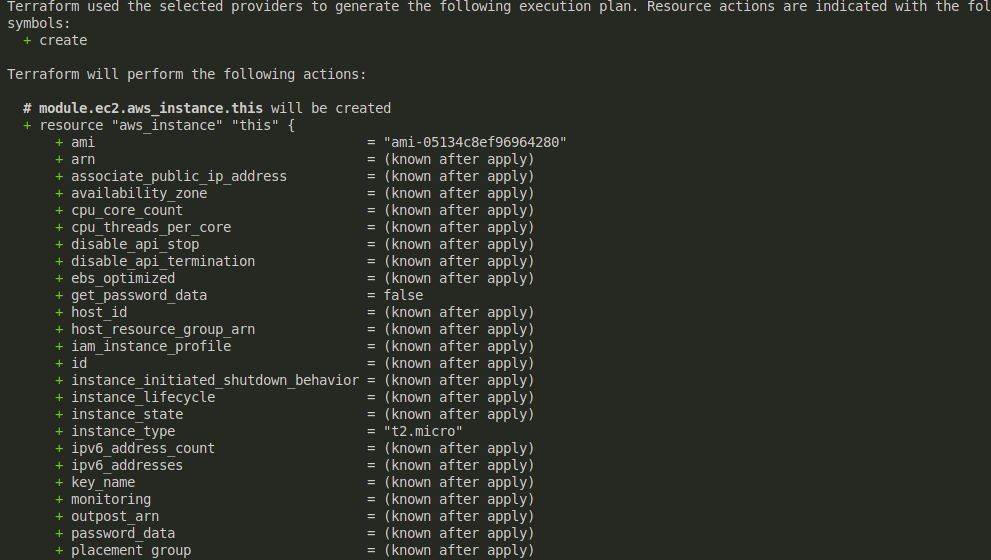 Terraform used the selected providers to generate the following execution plan. Resource actions are indicated with the fol
symbols:
  + create

Terraform will perform the following actions:

  # module.ec2.aws_instance.this will be created
  + resource "aws_instance" "this" {
      + ami                                  = "ami-05134c8ef96964280"
      + arn                                  = (known after apply)
      + associate_public_ip_address          = (known after apply)
      + availability_zone                    = (known after apply)
      + cpu_core_count                       = (known after apply)
      + cpu_threads_per_core                 = (known after apply)
      + disable_api_stop                     = (known after apply)
      + disable_api_termination              = (known after apply)
      + ebs_optimized                        = (known after apply)
      + get_password_data                    = false
      + host_id                              = (known after apply)
      + host_resource_group_arn              = (known after apply)
      + iam_instance_profile                 = (known after apply)
      + id                                   = (known after apply)
      + instance_initiated_shutdown_behavior = (known after apply)
      + instance_lifecycle                   = (known after apply)
      + instance_state                       = (known after apply)
      + instance_type                        = "t2.micro"
      + ipv6_address_count                   = (known after apply)
      + ipv6_addresses                       = (known after apply)
      + key_name                             = (known after apply)
      + monitoring                           = (known after apply)
      + outpost_arn                          = (known after apply)
      + password_data                        = (known after apply)
      + placement_group                      = (known after apply)